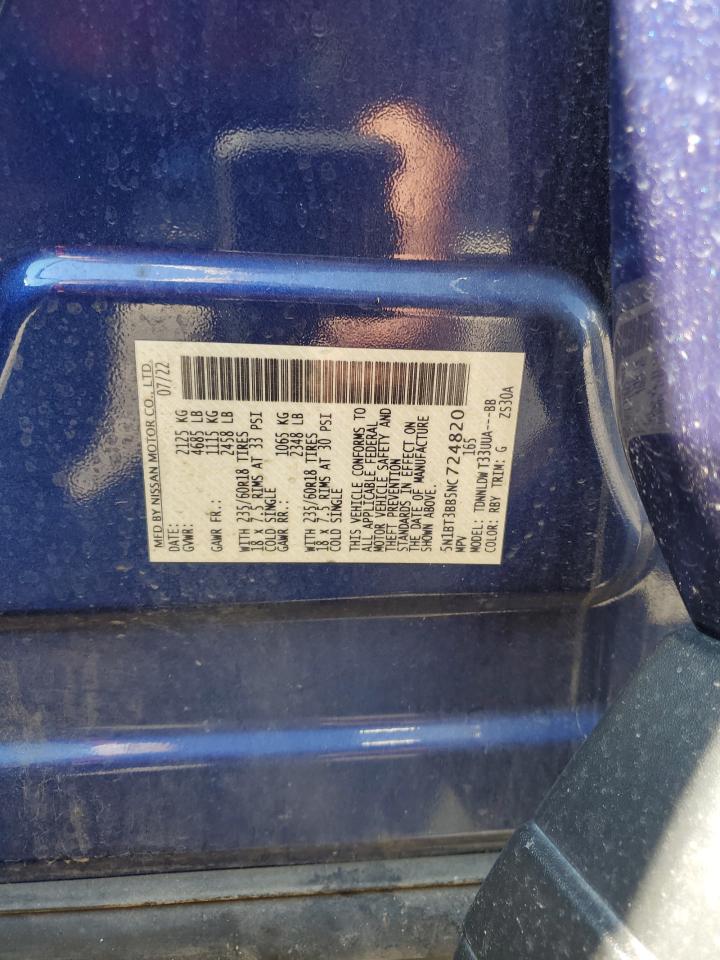 MFD BY NISSAN MOTOR CO., LTD.
DATE: 07/22
GVWR: 2125 KG
4685 LB
GAWR FR.: 1115 KG
2458 LB
WITH 235/60R18 TIRES
18 x 7.5 RIMS AT 33 PSI
COLD SINGLE
GAWR RR.: 1065 KG
2348 LB
WITH 235/60R18 TIRES
18 x 7.5 RIMS AT 30 PSI
COLD SINGLE
THIS VEHICLE CONFORMS TO
ALL APPLICABLE FEDERAL
MOTOR VEHICLE SAFETY AND
THEFT PREVENTION
STANDARDS IN EFFECT ON
THE DATE OF MANUFACTURE
SHOWN ABOVE.
5N1BT3BB5NC724820
MPV 165
MODEL: TDNNLDW T33UUA---BB
COLOR: RBY TRIM: G ZS30A